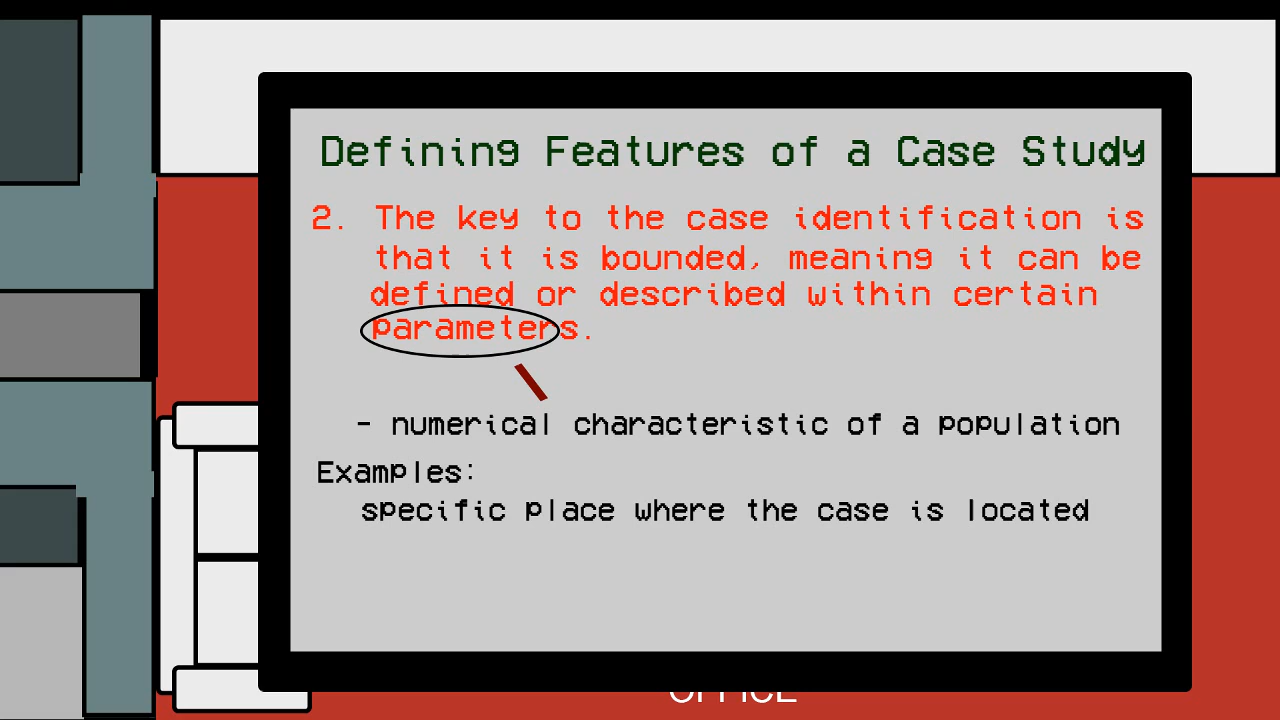 Defining Features of a Case Study
2. The key to the case identification is
that it is bounded, meaning it can be
defined or described within certain
parameters.
- numerical characteristic of a population
Examples:
specific place where the case is located
OFFICE